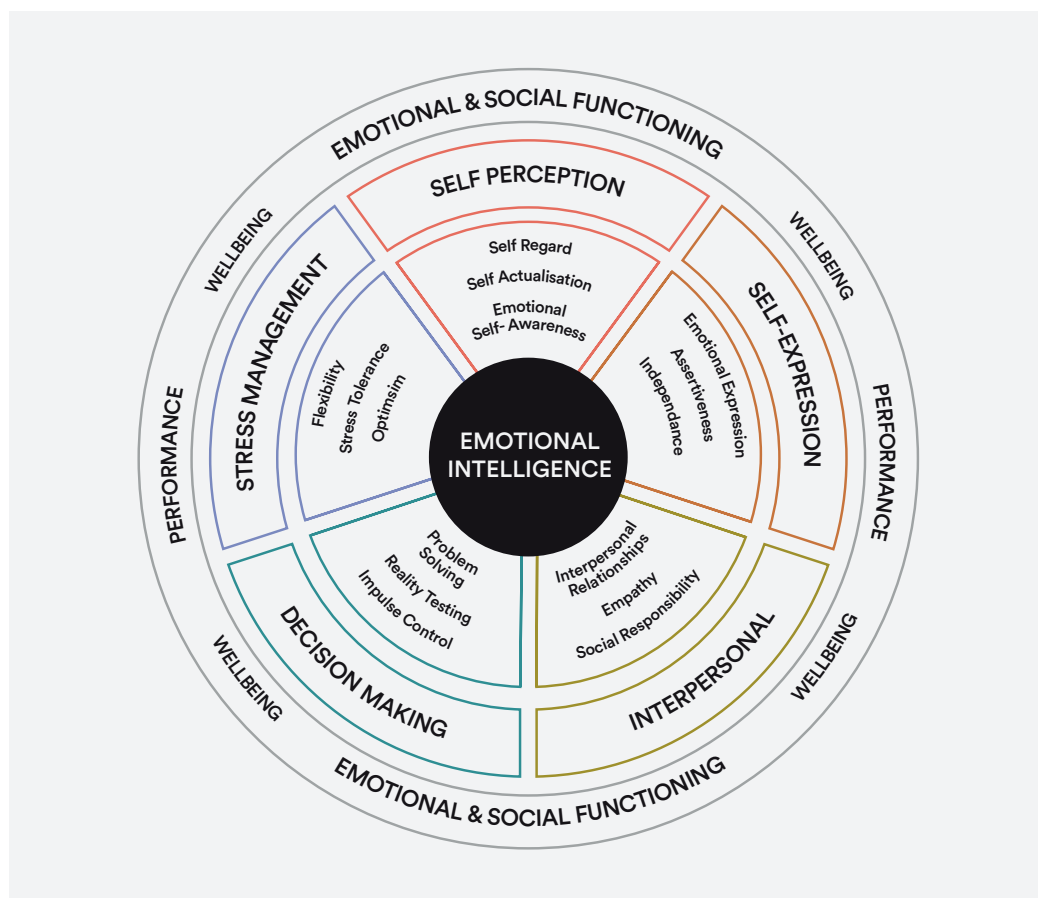 EMOTIONAL & SOCIAL FUNCTIONING
WELLBEING
WELLBEING
PERFORMANCE
PERFORMANCE
WELLBEING
WELLBEING
EMOTIONAL & SOCIAL FUNCTIONING
SELF PERCEPTION
Self Regard
Self Actualisation
Emotional
Self- Awareness
SELF-EXPRESSION
Emotional Expression
Assertiveness
Independance
INTERPERSONAL
Interpersonal
Relationships
Empathy
Social Responsibility
DECISION MAKING
Problem
Solving
Reality Testing
Impulse Control
STRESS MANAGEMENT
Flexibility
Stress Tolerance
Optimsim
EMOTIONAL
INTELLIGENCE